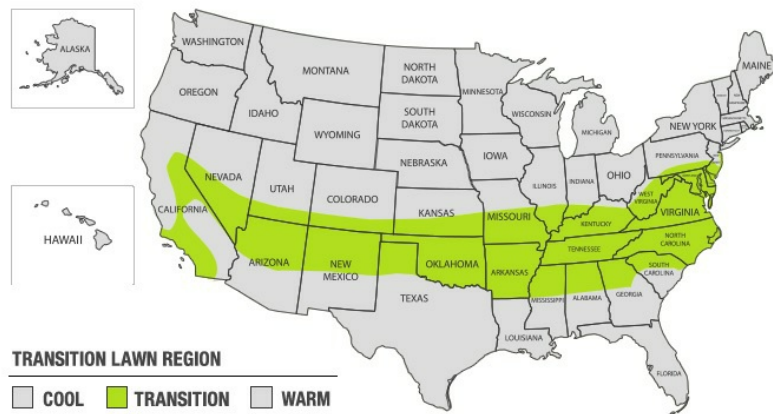 ALASKA
HAWAII
WASHINGTON
OREGON
CALIFORNIA
NEVADA
IDAHO
MONTANA
WYOMING
UTAH
COLORADO
ARIZONA
NEW
MEXICO
NORTH
DAKOTA
SOUTH
DAKOTA
NEBRASKA
KANSAS
OKLAHOMA
TEXAS
MINNESOTA
IOWA
MISSOURI
ARKANSAS
LOUISIANA
WISCONSIN
ILLINOIS
MICHIGAN
INDIANA
OHIO
KENTUCKY
TENNESSEE
MISSISSIPPI
ALABAMA
GEORGIA
FLORIDA
SOUTH
CAROLINA
NORTH
CAROLINA
VIRGINIA
WEST
VIRGINIA
PENNSYLVANIA
NEW YORK
MAINE
TRANSITION LAWN REGION
COOL TRANSITION WARM